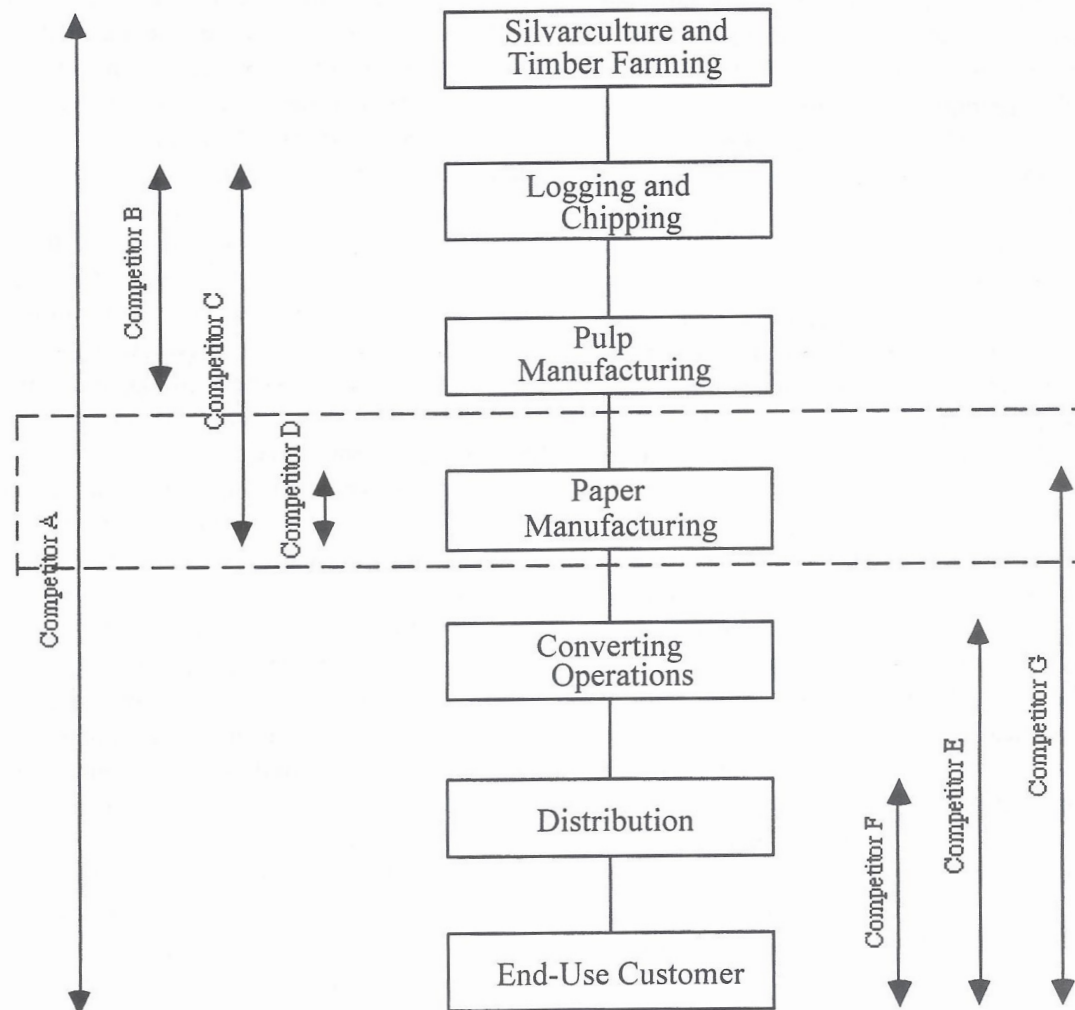 Silvarculture and
Timber Farming
Logging and
Chipping
Pulp
Manufacturing
Paper
Manufacturing
Converting
Operations
Distribution
End-Use Customer
Competitor A
Competitor B
Competitor C
Competitor D
Competitor F
Competitor E
Competitor G